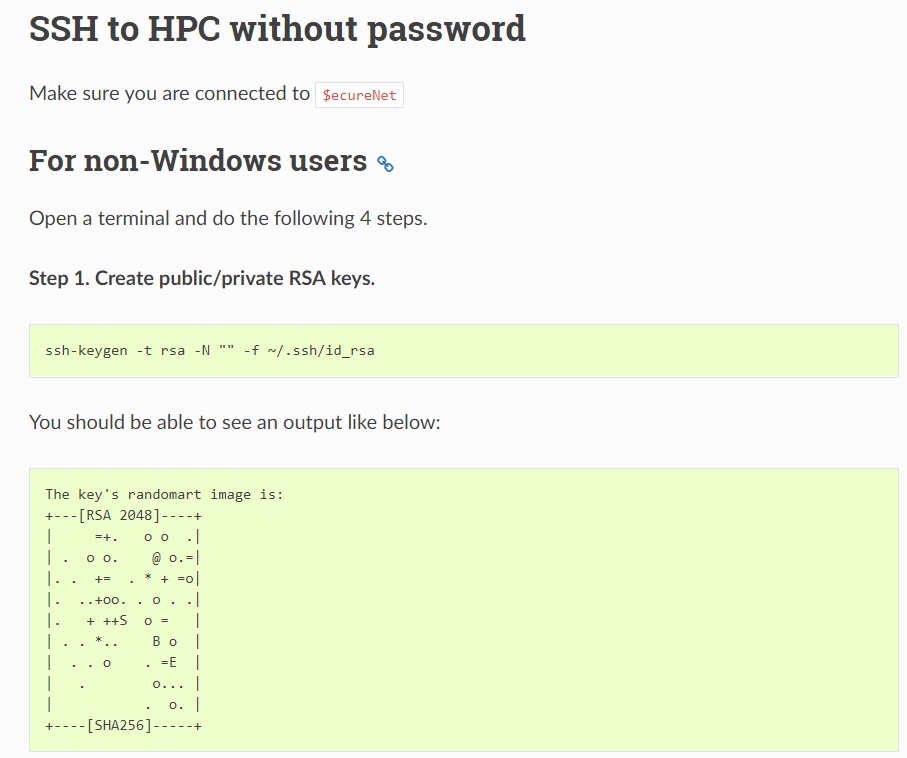 SSH to HPC without password
Make sure you are connected to $ecureNet
For non-Windows users
Open a terminal and do the following 4 steps.
Step 1. Create public/private RSA keys.
ssh-keygen -t rsa -N "" -f ~/.ssh/id_rsa
You should be able to see an output like below:
The key's randomart image is:
+---[RSA 2048]----+
|     =+.   o o  .|
| .  o o.    @ o.=|
|. .  +=  . * + =o|
|.  ..+oo. . o . .|
|.   + ++S  o =   |
| . . *..    B o  |
|  . . o    . =E  |
|   .        o... |
|           .  o. |
+----[SHA256]-----+